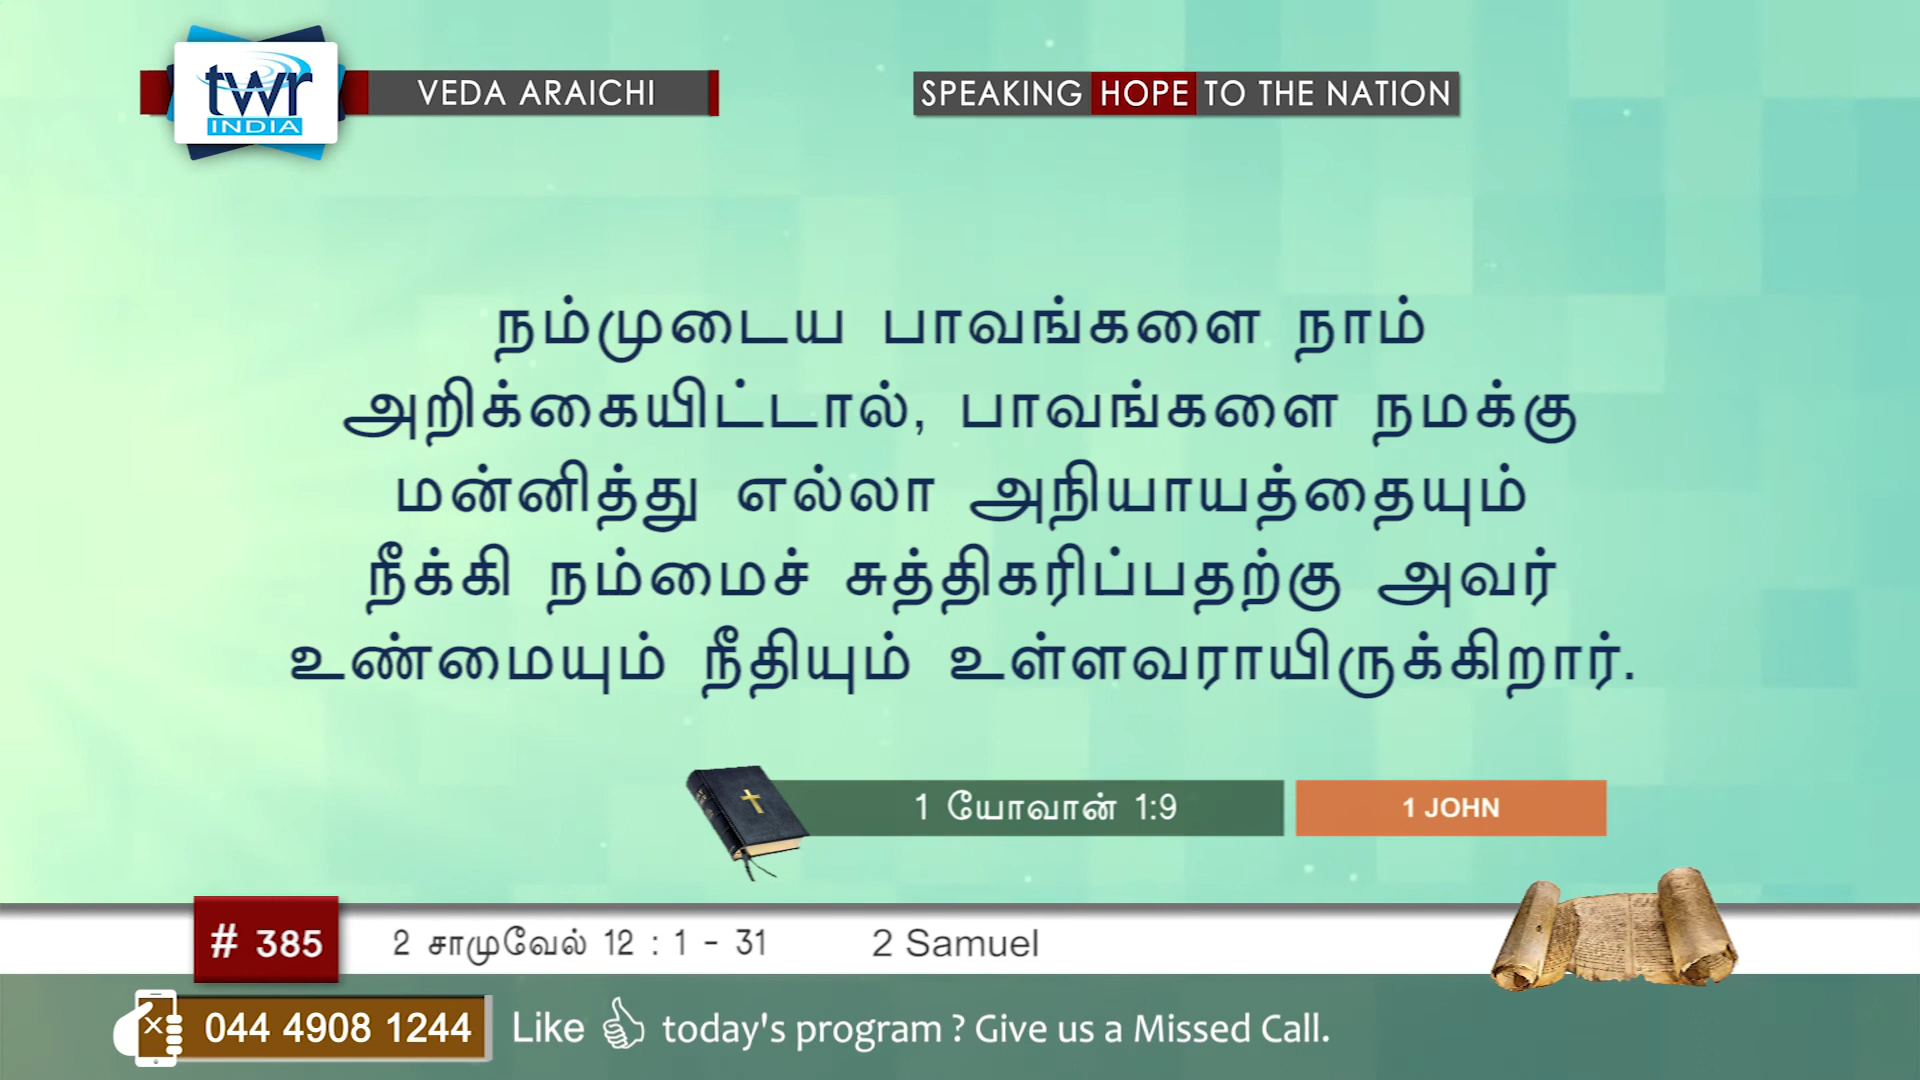 twr
INDIA
VEDA ARAICHI
SPEAKING HOPE TO THE NATION
நம்முடைய பாவங்களை நாம்
அறிக்கையிட்டால், பாவங்களை நமக்கு
மன்னித்து எல்லா அநியாயத்தையும்
நீக்கி நம்மைச் சுத்திகரிப்பதற்கு அவர்
உண்மையும் நீதியும் உள்ளவராயிருக்கிறார்.
1 யோவான் 1:9
1 JOHN
# 385
2 சாமுவேல் 12 : 1 - 31
2 Samuel
044 4908 1244
Like today's program ? Give us a Missed Call.